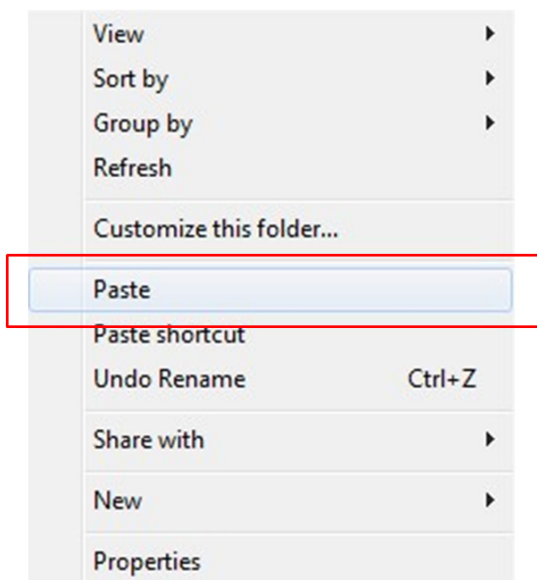 View
Sort by
Group by
Refresh
Customize this folder...
Paste
Paste shortcut
Undo Rename Ctrl+Z
Share with
New
Properties